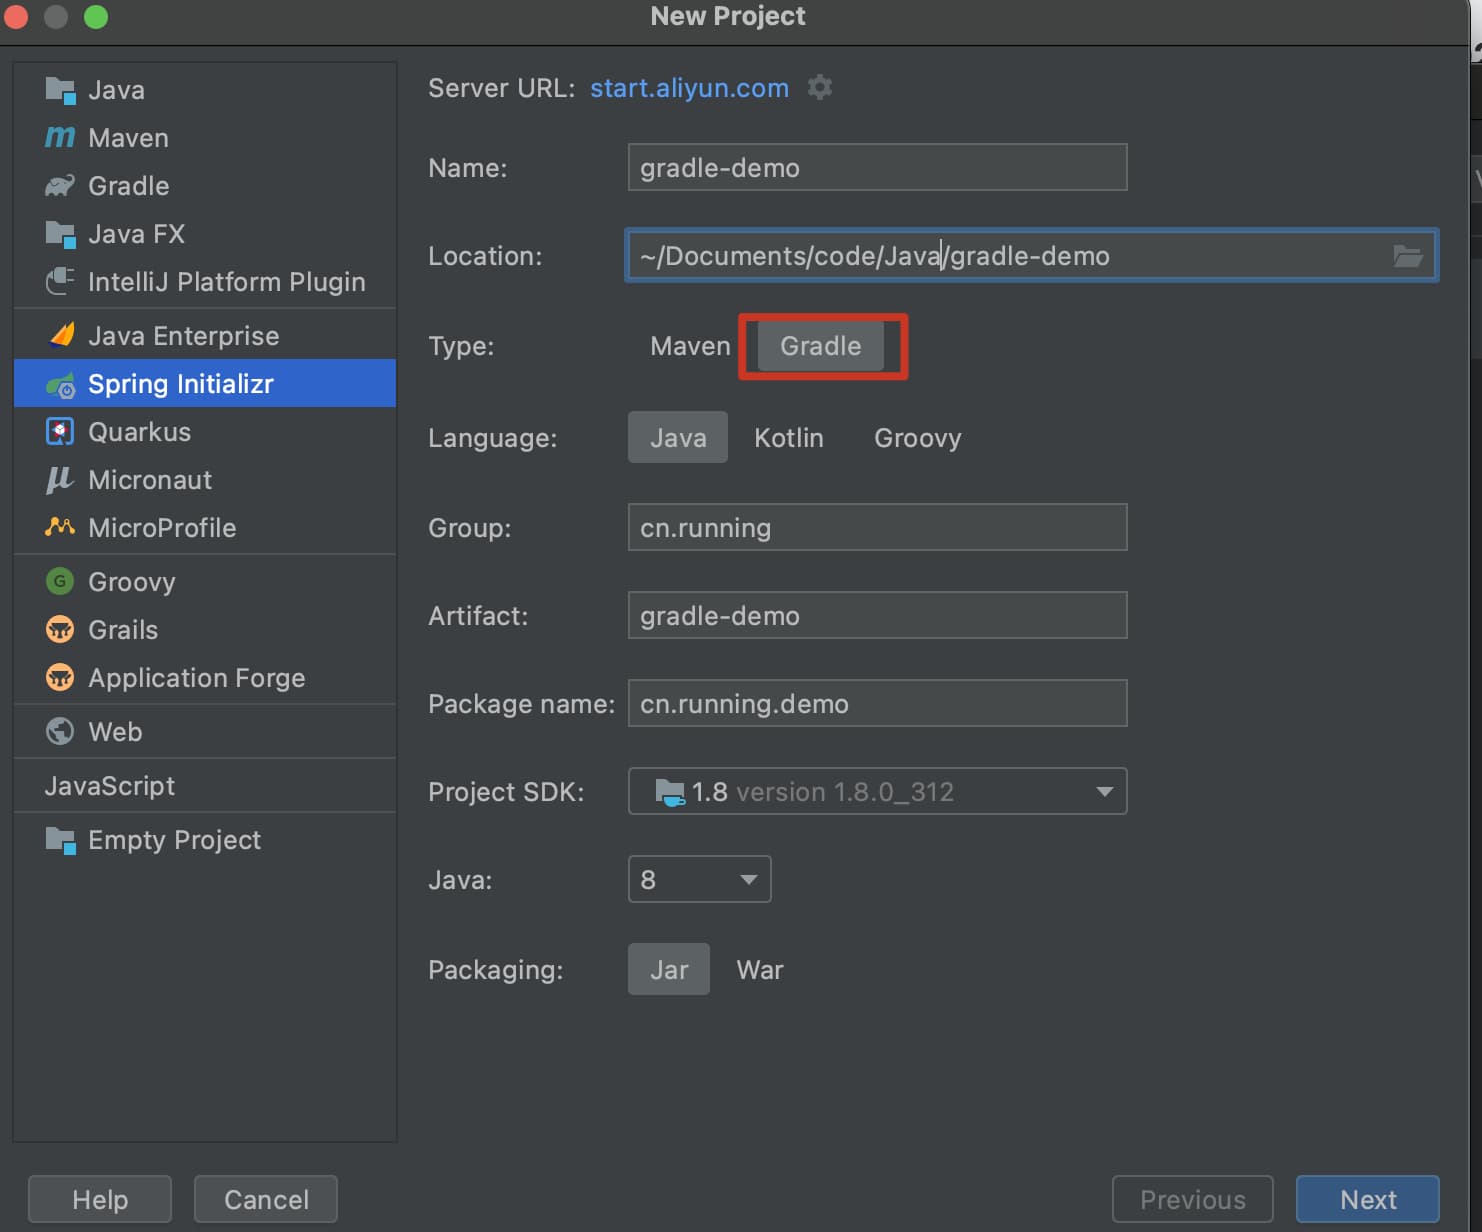 New Project
Java
Maven
Gradle
Java FX
IntelliJ Platform Plugin
Java Enterprise
Spring Initializr
Quarkus
Micronaut
MicroProfile
Groovy
Grails
Application Forge
Web
JavaScript
Empty Project
Server URL: start.aliyun.com
Name: gradle-demo
Location: ~/Documents/code/Java/gradle-demo
Type: Maven Gradle
Language: Java Kotlin Groovy
Group: cn.running
Artifact: gradle-demo
Package name: cn.running.demo
Project SDK: 1.8 version 1.8.0_312
Java: 8
Packaging: Jar War
Help Cancel Previous Next